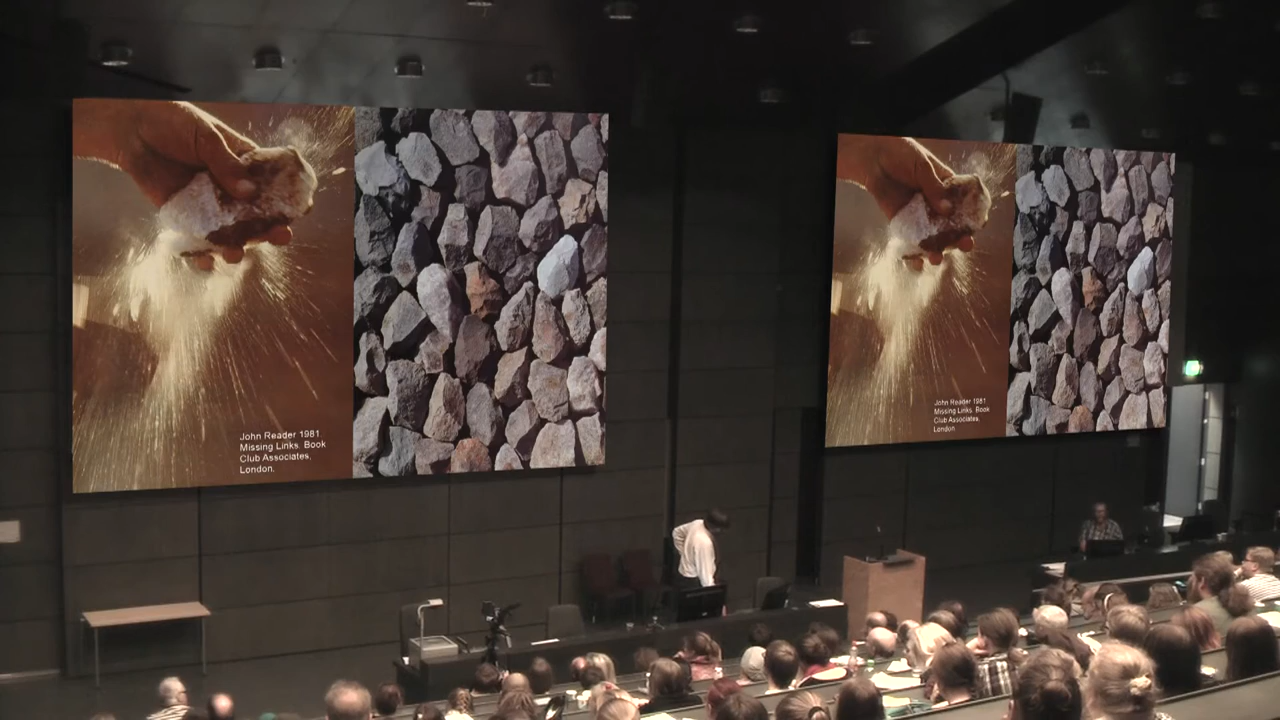 John Reader 1981.
Missing Links. Book
Club Associates,
London.
John Reader 1981
Missing Links. Book
Club Associates,
London